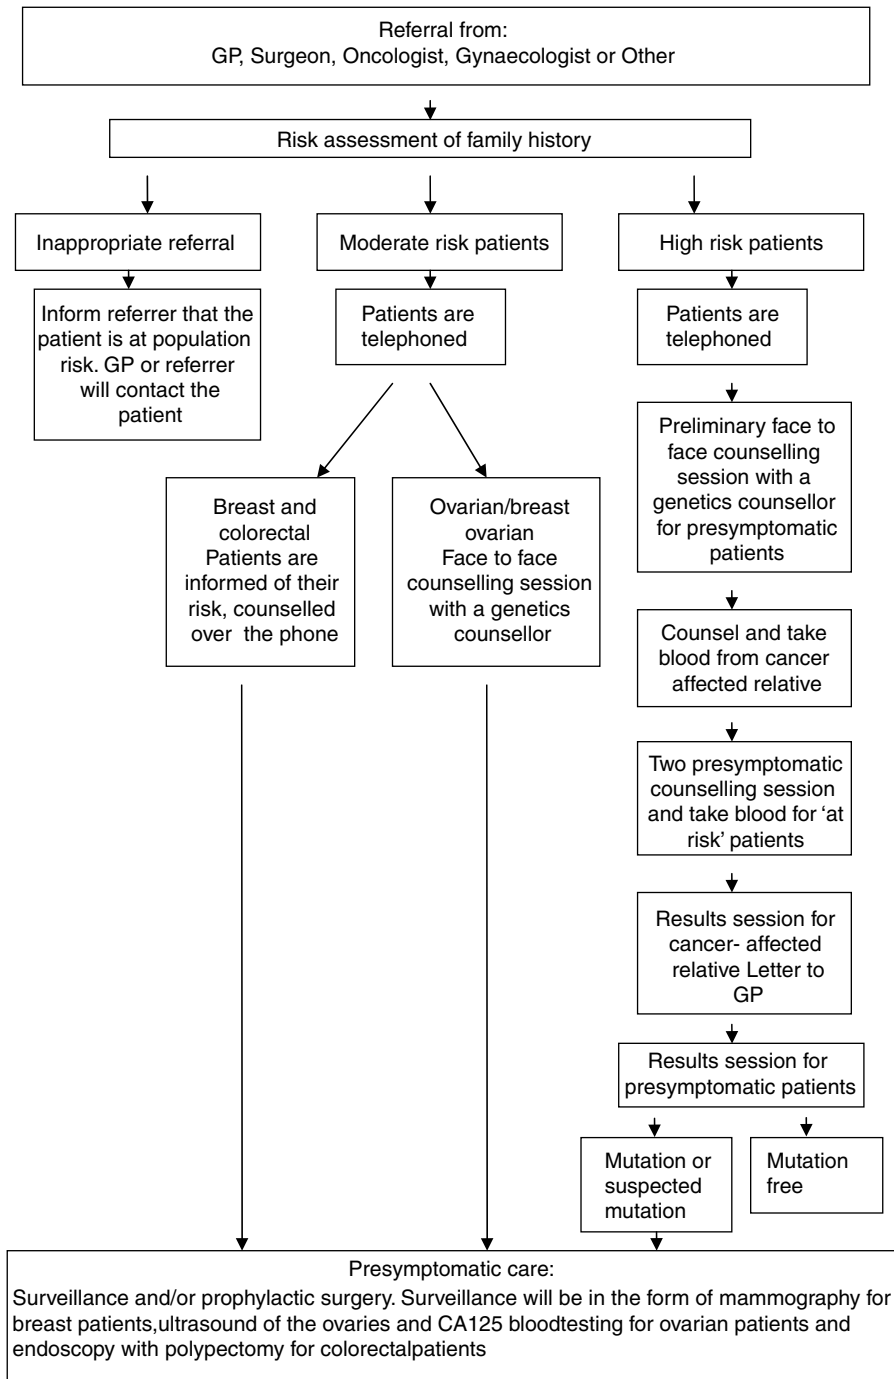 Referral from:
GP, Surgeon, Oncologist, Gynaecologist or Other
Risk assessment of family history
Inappropriate referral
Moderate risk patients
High risk patients
Inform referrer that the
patient is at population
risk. GP or referrer
will contact the
patient
Patients are
telephoned
Patients are
telephoned
Breast and
colorectal
Patients are
informed of their
risk, counselled
over the phone
Ovarian/breast
ovarian
Face to face
counselling session
with a genetics
counsellor
Preliminary face to
face counselling
session with a
genetics counsellor
for presymptomatic
patients
Counsel and take
blood from cancer
affected relative
Two presymptomatic
counselling session
and take blood for ‘at
risk’ patients
Results session for
cancer- affected
relative Letter to
GP
Results session for
presymptomatic patients
Mutation or
suspected
mutation
Mutation
free
Presymptomatic care:
Surveillance and/or prophylactic surgery. Surveillance will be in the form of mammography for
breast patients,ultrasound of the ovaries and CA125 bloodtesting for ovarian patients and
endoscopy with polypectomy for colorectalpatients